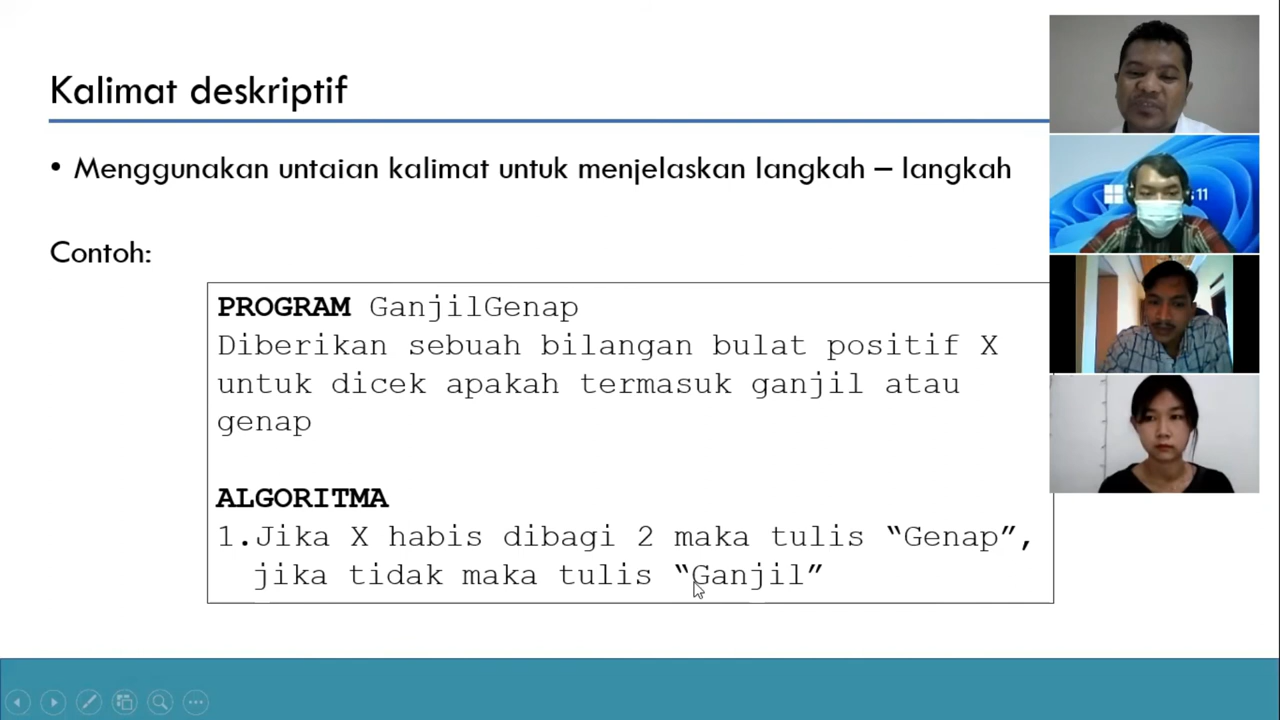 Kalimat deskriptif
• Menggunakan untaian kalimat untuk menjelaskan langkah – langkah
Contoh:
PROGRAM GanjilGenap
Diberikan sebuah bilangan bulat positif X
untuk dicek apakah termasuk ganjil atau
genap
ALGORITMA
1.Jika X habis dibagi 2 maka tulis “Genap”,
jika tidak maka tulis “Ganjil”
11